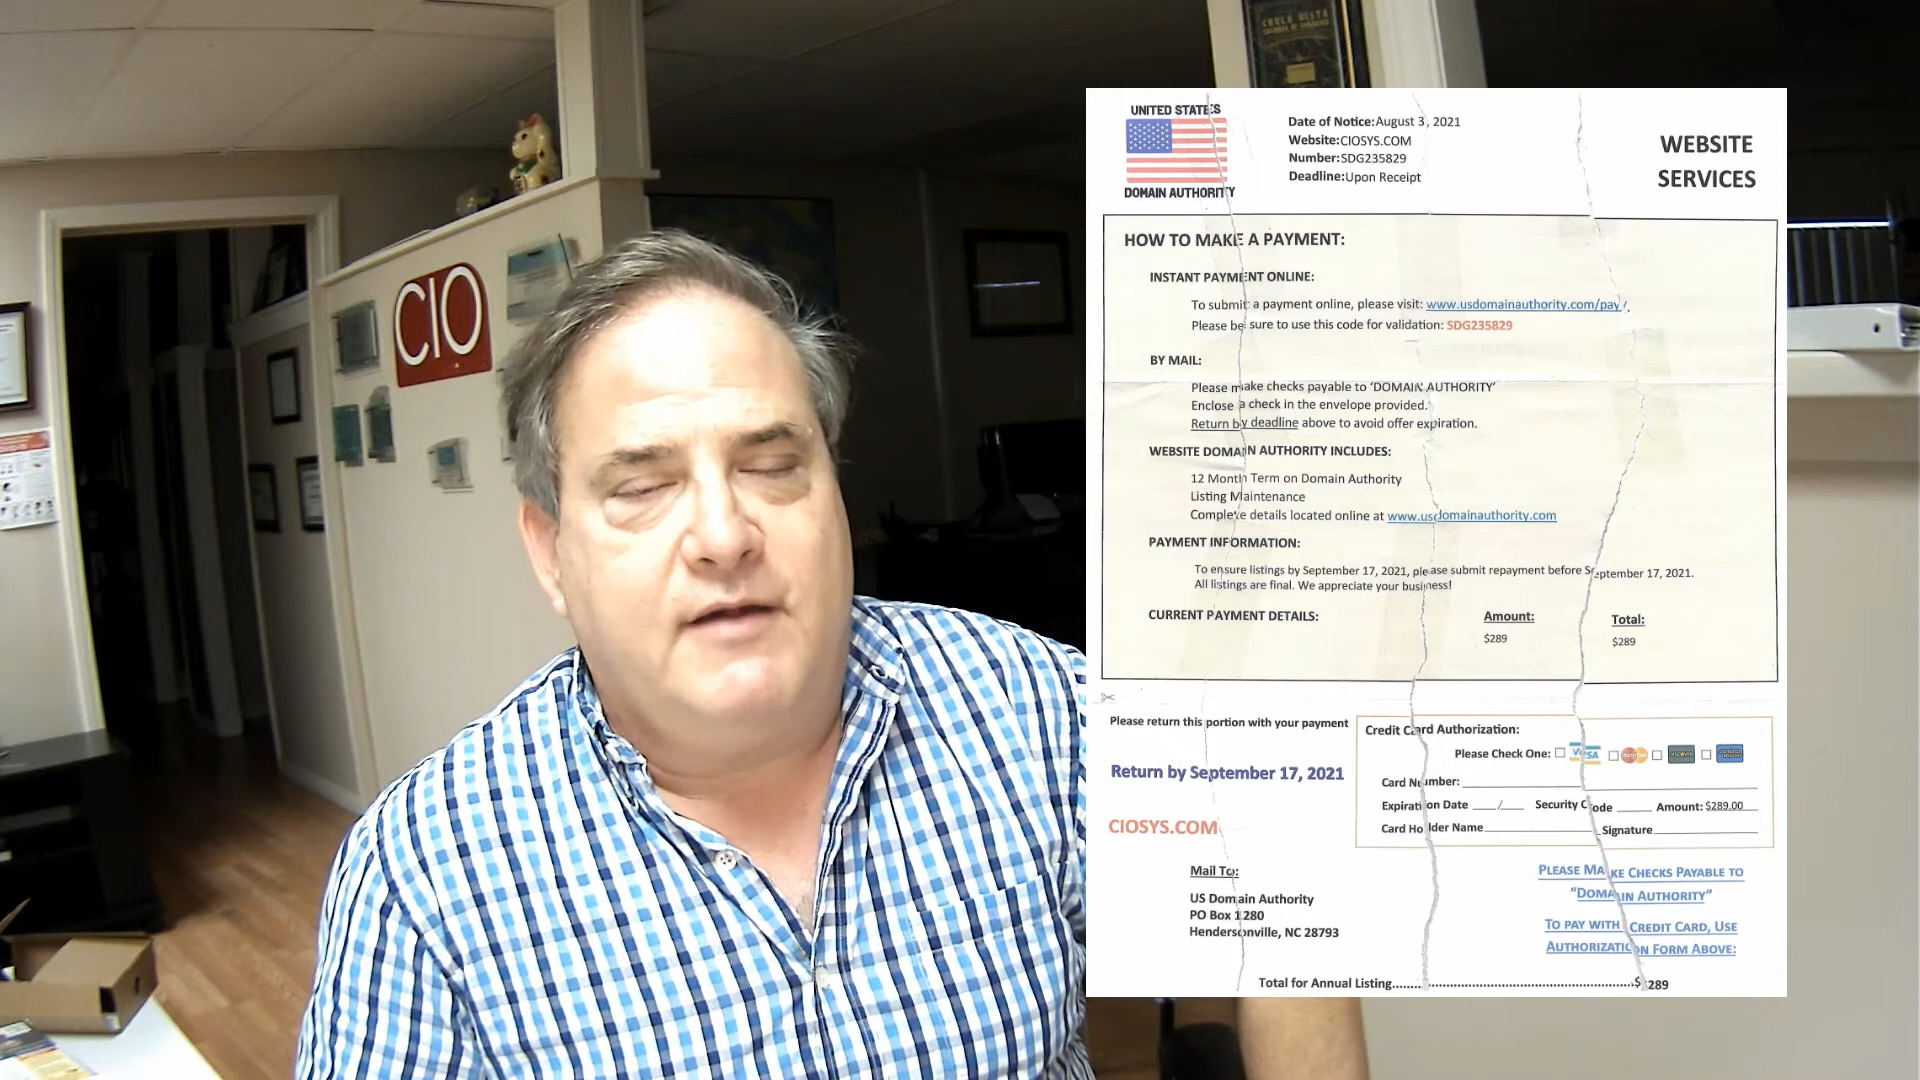 CHULA VISTA
CIO
UNITED STATES
DOMAIN AUTHORITY
Date of Notice:August 3, 2021
Website:CIOSYS.COM
Number:SDG235829
Deadline:Upon Receipt
WEBSITE
SERVICES
HOW TO MAKE A PAYMENT:
INSTANT PAYMENT ONLINE:
To submit a payment online, please visit: www.usdomainauthority.com/pay/.
Please be sure to use this code for validation: SDG235829
BY MAIL:
Please make checks payable to ‘DOMAIN AUTHORITY’
Enclose a check in the envelope provided.
Return by deadline above to avoid offer expiration.
WEBSITE DOMAIN AUTHORITY INCLUDES:
12 Month Term on Domain Authority
Listing Maintenance
Complete details located online at www.usdomainauthority.com
PAYMENT INFORMATION:
To ensure listings by September 17, 2021, please submit repayment before September 17, 2021.
All listings are final. We appreciate your business!
CURRENT PAYMENT DETAILS: Amount: Total:
$289 $289
Please return this portion with your payment
Return by September 17, 2021
CIOSYS.COM
Credit Card Authorization:
Please Check One: VISA
Card Number:
Expiration Date / Security Code Amount: $289.00
Card Holder Name Signature
Mail To:
US Domain Authority
PO Box 1280
Hendersonville, NC 28793
PLEASE MAKE CHECKS PAYABLE TO
“DOMAIN AUTHORITY”
TO PAY WITH CREDIT CARD, USE
AUTHORIZATION FORM ABOVE:
Total for Annual Listing.......$289